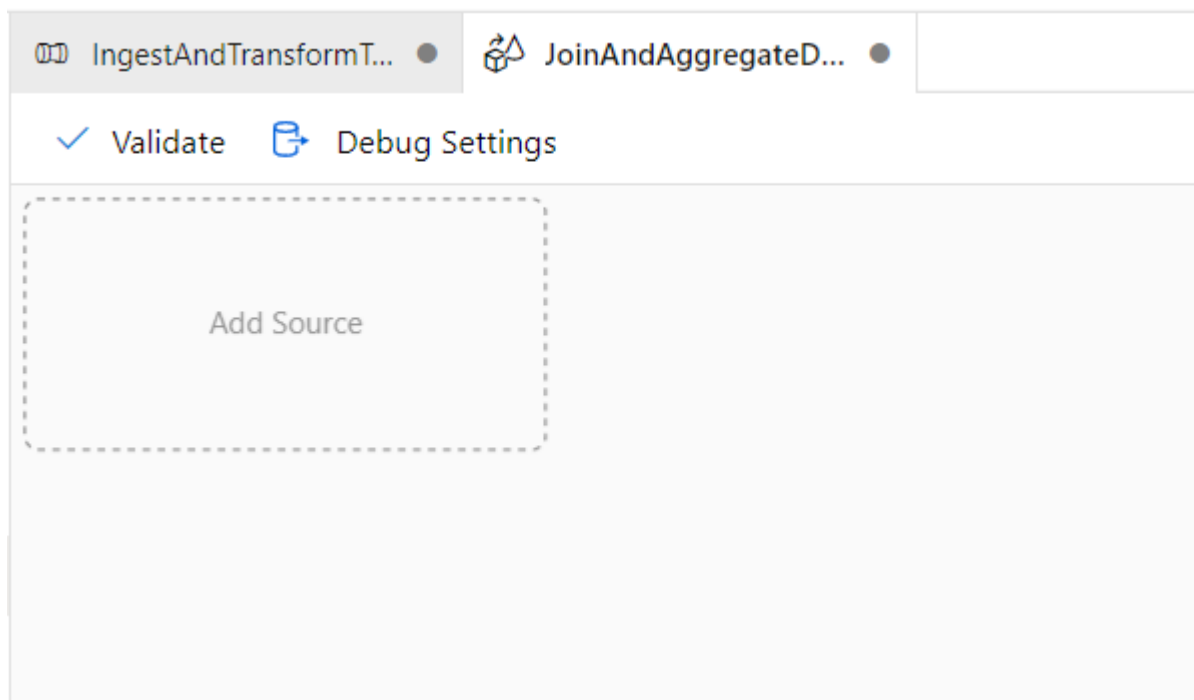 IngestAndTransformT... JoinAndAggregateD...
Validate Debug Settings
Add Source